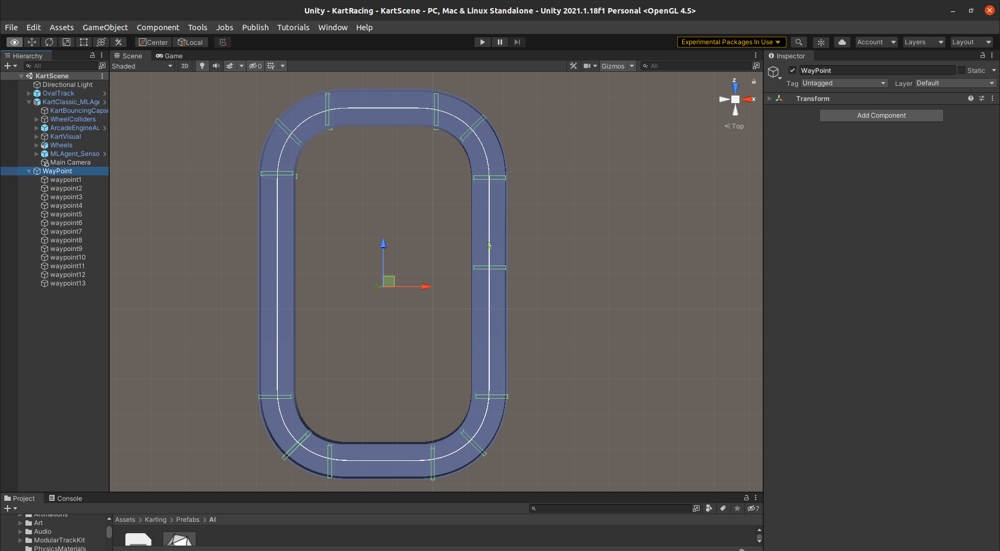 Unity - KartRacing - KartScene - PC, Mac & Linux Standalone - Unity 2021.1.18f1 Personal <OpenGL 4.5>
File Edit Assets GameObject Component Tools Jobs Publish Tutorials Window Help
Center Local Experimental Packages In Use Account Layers Layout
Hierarchy
All
KartScene
Directional Light
OvalTrack
KartClassic_MLAge
KartBouncingCapsu
WheelColliders
ArcadeEngineAu
KartVisual
Wheels
MLAgent_Senso
Main Camera
WayPoint
waypoint1
waypoint2
waypoint3
waypoint4
waypoint5
waypoint6
waypoint7
waypoint8
waypoint9
waypoint10
waypoint11
waypoint12
waypoint13
Scene Game
Shaded 2D 0 Gizmos All
z
x
Top
Inspector
WayPoint Static
Tag Untagged Layer Default
Transform
Add Component
Project Console
7
Animations
Art
Audio
ModularTrackKit
PhysicsMaterials
Assets > Karting > Prefabs > AI